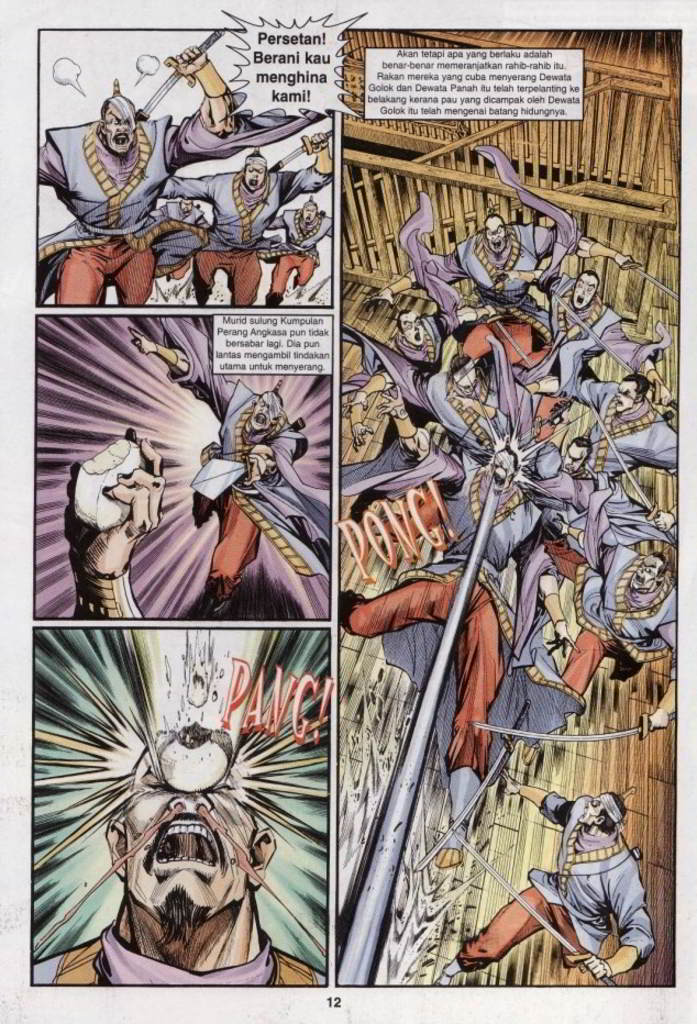 Persetan!
Berani kau
menghina
kami!
Murid sulung Kumpulan
Perang Angkasa pun tidak
bersabar lagi. Dia pun
lantas mengambil tindakan
utama untuk menyerang.
PANG!
Akan tetapi apa yang berlaku adalah
benar-benar memeranjatkan rahib-rahib itu.
Rakan mereka yang cuba menyerang Dewata
Golok dan Dewata Panah itu telah terpelanting ke
belakang kerana pau yang dicampak oleh Dewata
Golok itu telah mengenai batang hidungnya.
PONG!
12